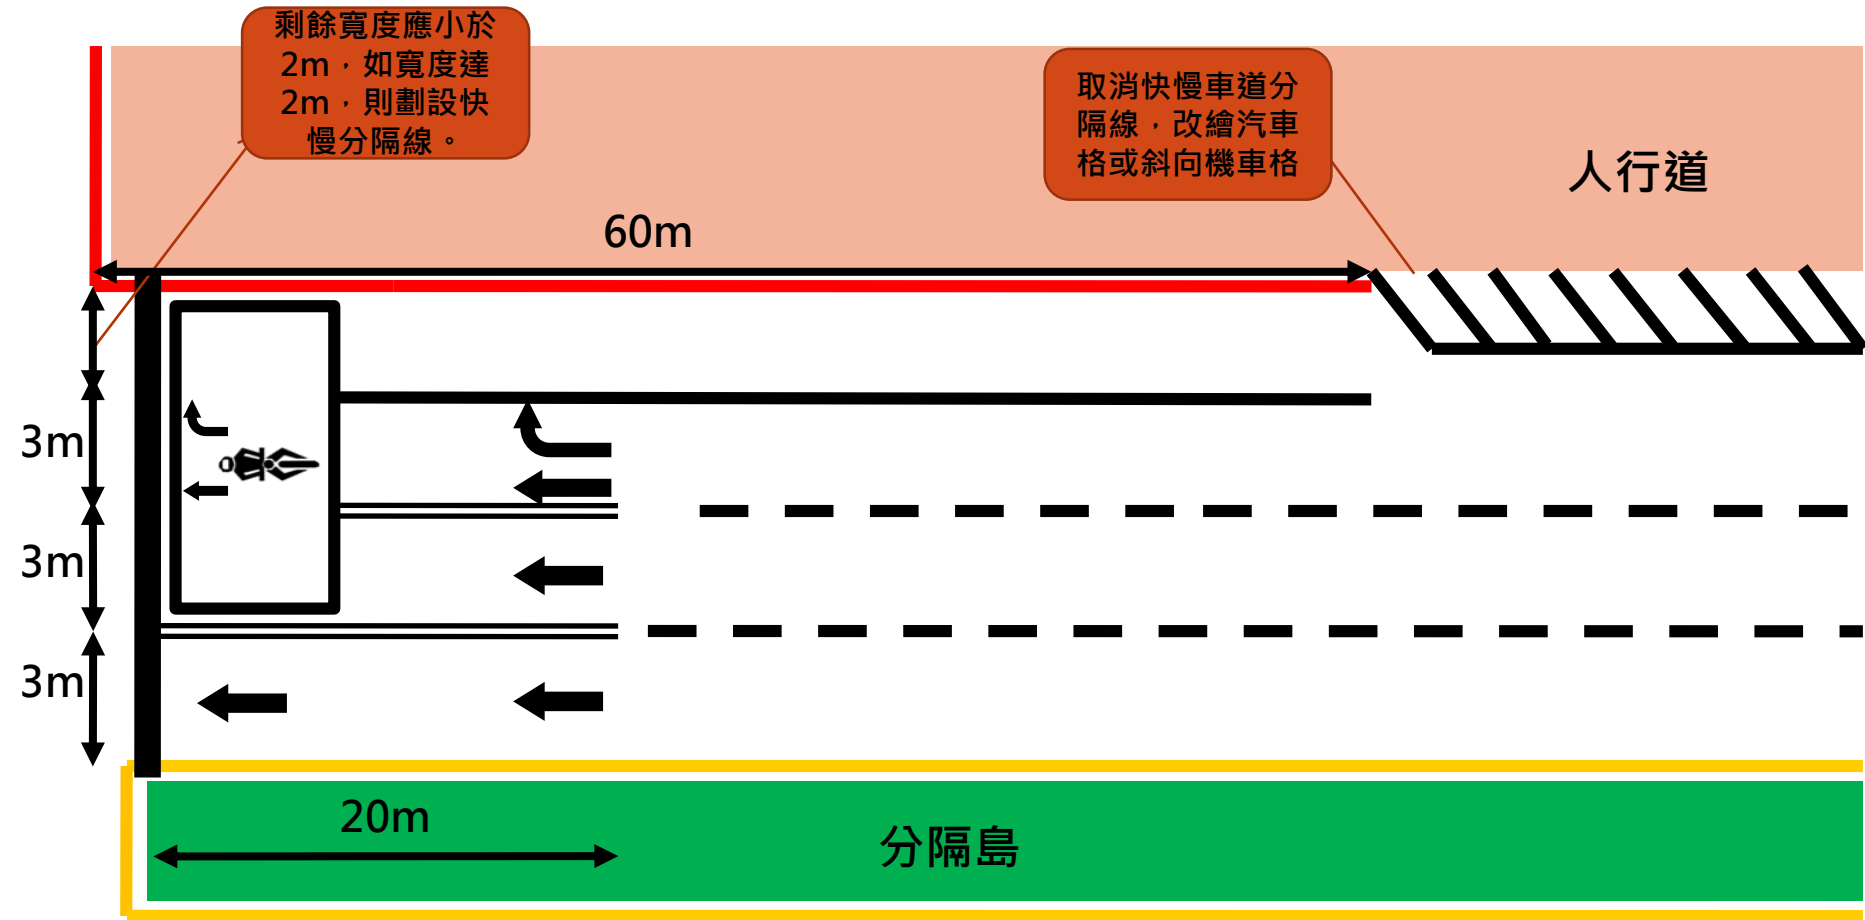 剩餘寬度應小於
2m，如寬度達
2m，則劃設快
慢分隔線。
取消快慢車道分
隔線，改繪汽車
格或斜向機車格
人行道
60m
3m
3m
3m
20m
分隔島